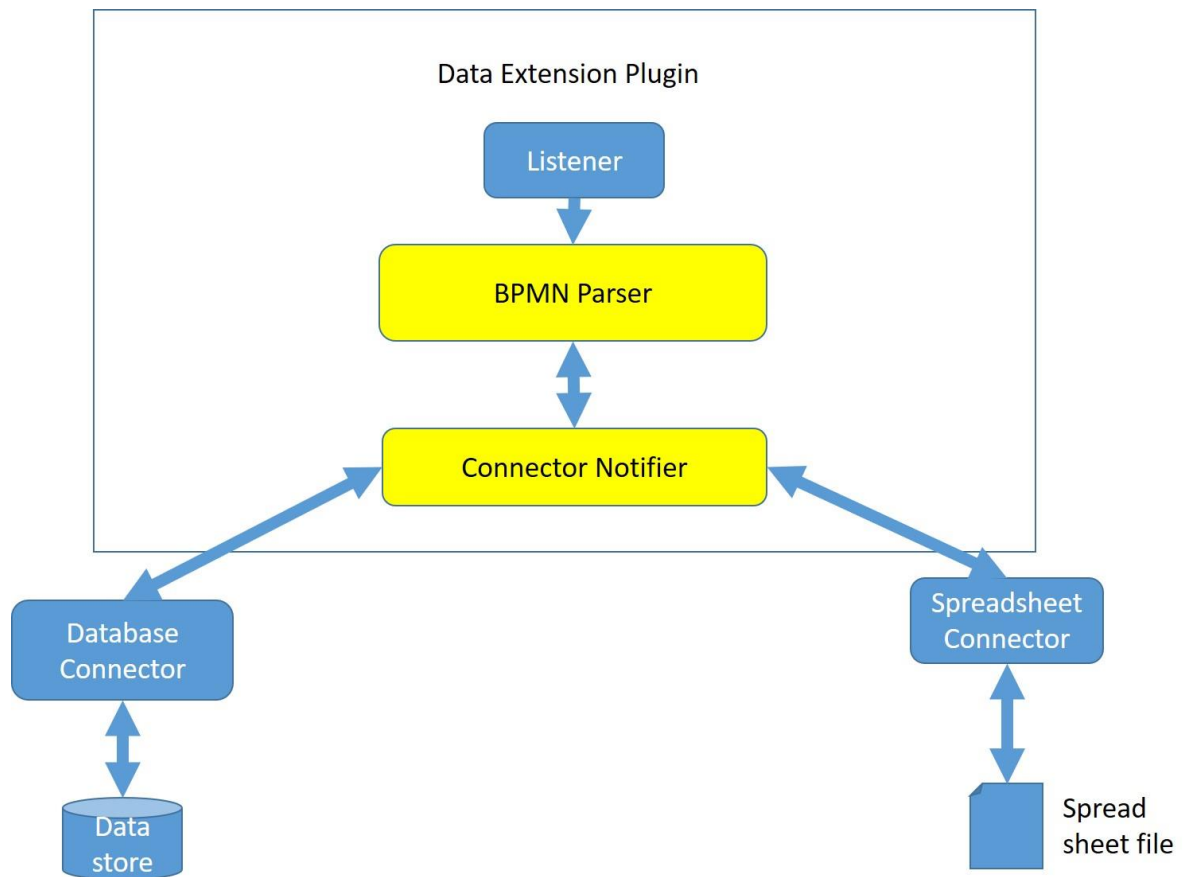 Data Extension Plugin
Listener
BPMN Parser
Connector Notifier
Database
Connector
Spreadsheet
Connector
Data
store
Spread
sheet file